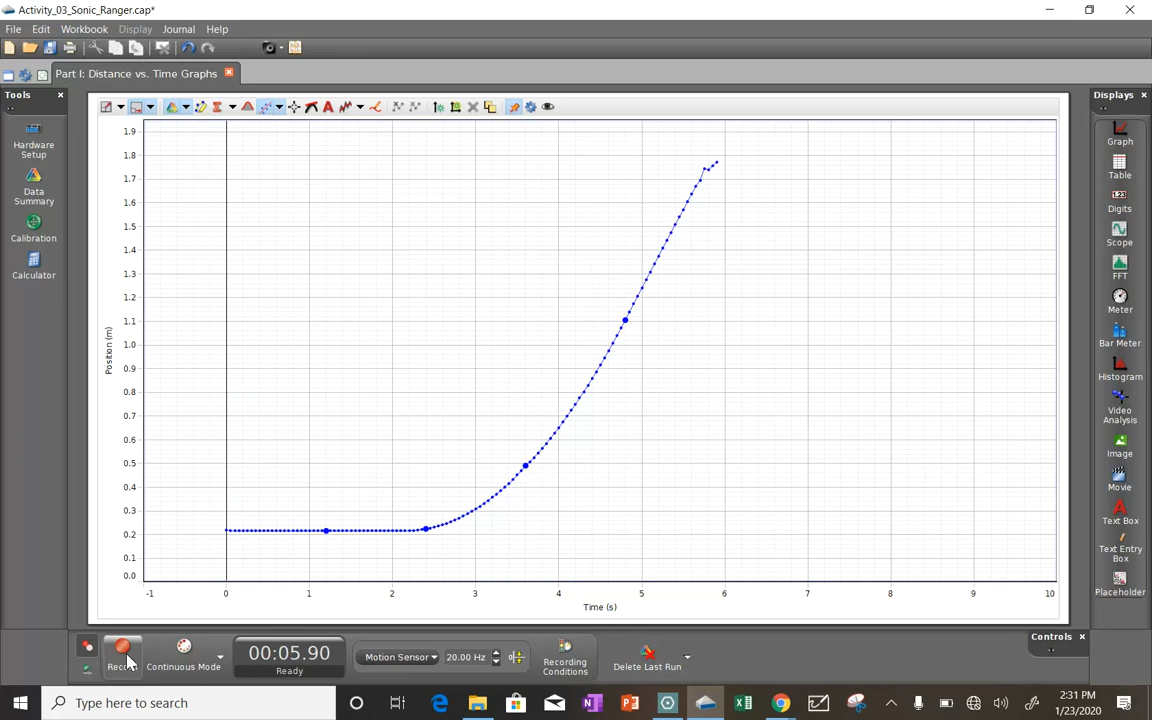 Activity_03_Sonic_Ranger.cap*
File Edit Workbook Display Journal Help
Part I: Distance vs. Time Graphs
Tools
Hardware
Setup
Data
Summary
Calibration
Calculator
1.9
1.8
1.7
1.6
1.5
1.4
1.3
1.2
1.1
1.0
0.9
0.8
0.7
0.6
0.5
0.4
0.3
0.2
0.1
0.0
Position (m)
-1 0 1 2 3 4 5 6 7 8 9 10
Time (s)
Displays
Graph
Table
1.23
Digits
Scope
FFT
Meter
Bar Meter
Histogram
Video
Analysis
Image
Movie
Text Box
Text Entry
Box
Placeholder
Record
Continuous Mode
00:05.90
Ready
Motion Sensor
20.00 Hz
Recording
Conditions
Delete Last Run
Controls
Type here to search
2:31 PM
1/23/2020